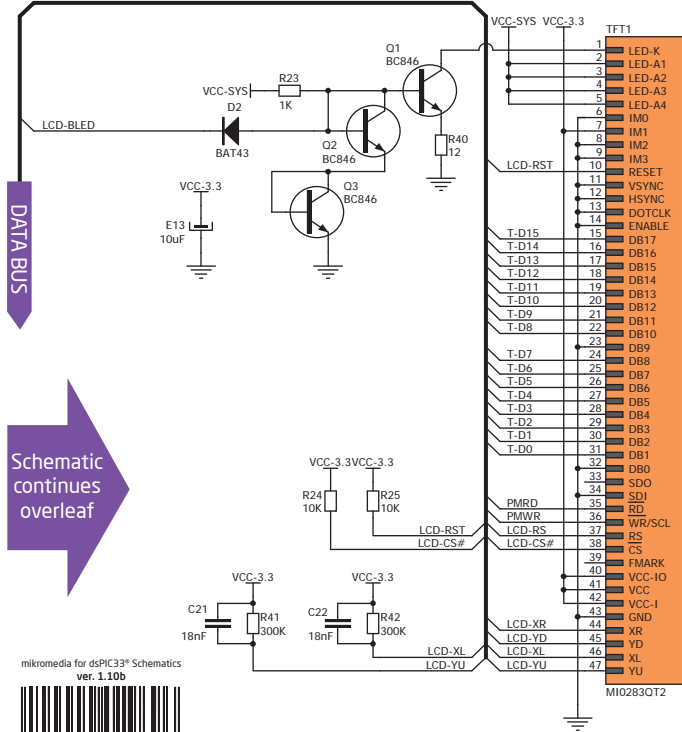 VCC-SYS VCC-3.3
TFT1
Q1
BC846
R23
VCC-SYS
1K
D2
LCD-BLED
BAT43
Q2
BC846
R40
12
VCC-3.3
Q3
BC846
E13
10uF
DATA BUS
1 LED-K
2 LED-A1
3 LED-A2
4 LED-A3
5 LED-A4
6 IM0
7 IM1
8 IM2
9 IM3
LCD-RST 10 RESET
11 VSYNC
12 HSYNC
13 DOTCLK
14 ENABLE
T-D15 15 DB17
T-D14 16 DB16
T-D13 17 DB15
T-D12 18 DB14
T-D11 19 DB13
T-D10 20 DB12
T-D9 21 DB11
T-D8 22 DB10
23 DB9
T-D7 24 DB8
T-D6 25 DB7
T-D5 26 DB6
T-D4 27 DB5
T-D3 28 DB4
T-D2 29 DB3
T-D1 30 DB2
T-D0 31 DB1
32 DB0
33 SDO
34 SDI
PMRD 35 RD
PMWR 36 WR/SCL
LCD-RS 37 RS
LCD-CS# 38 CS
39 FMARK
40 VCC-IO
41 VCC
42 VCC-I
43 GND
LCD-XR 44 XR
LCD-YD 45 YD
LCD-XL 46 XL
LCD-YU 47 YU
MI0283QT2
Schematic
continues
overleaf
VCC-3.3 VCC-3.3
R24
10K
R25
10K
LCD-RST
LCD-CS#
VCC-3.3
VCC-3.3
C21
18nF
R41
300K
C22
18nF
R42
300K
LCD-XL
LCD-YU
mikromedia for dsPIC33® Schematics
ver. 1.10b